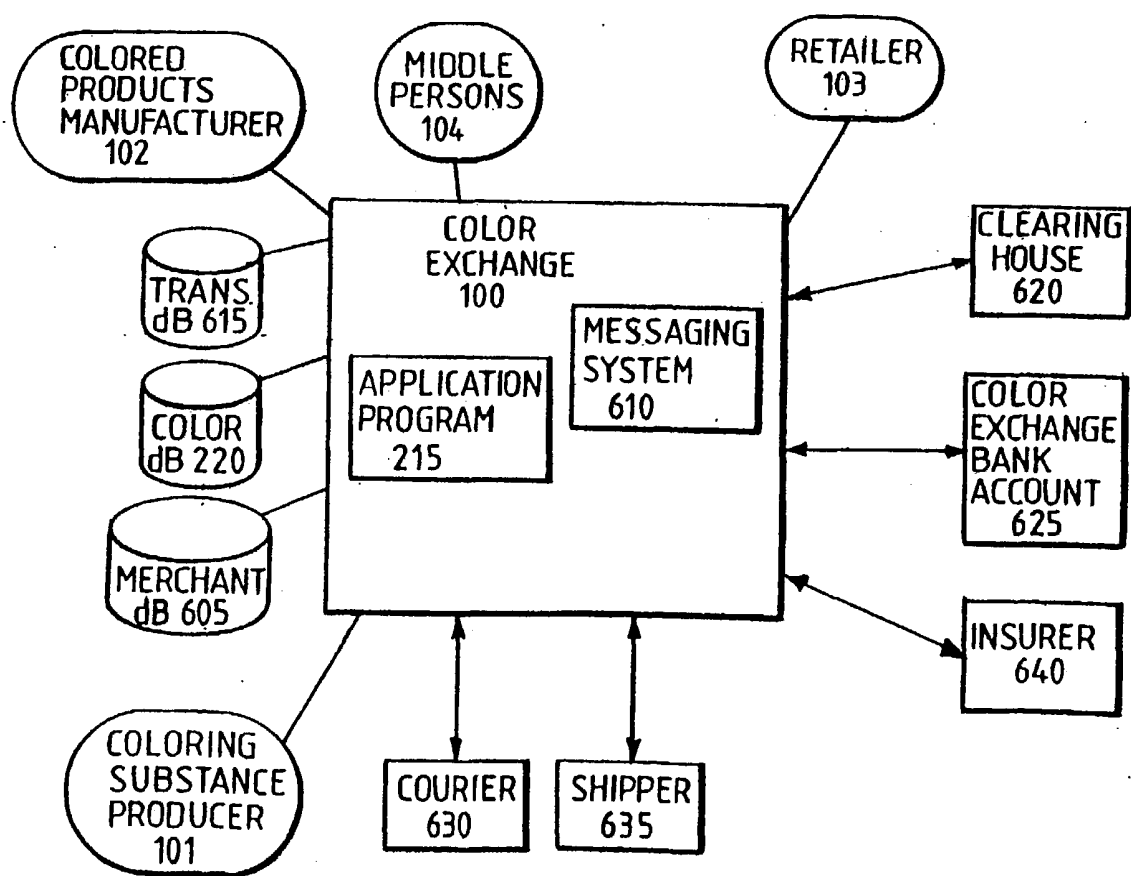 COLORED
PRODUCTS
MANUFACTURER
102
MIDDLE
PERSONS
104
RETAILER
103
TRANS.
dB 615
COLOR
dB 220
MERCHANT
dB 605
COLOR
EXCHANGE
100
APPLICATION
PROGRAM
215
MESSAGING
SYSTEM
610
CLEARING
HOUSE
620
COLOR
EXCHANGE
BANK
ACCOUNT
625
INSURER
640
COLORING
SUBSTANCE
PRODUCER
101
COURIER
630
SHIPPER
635